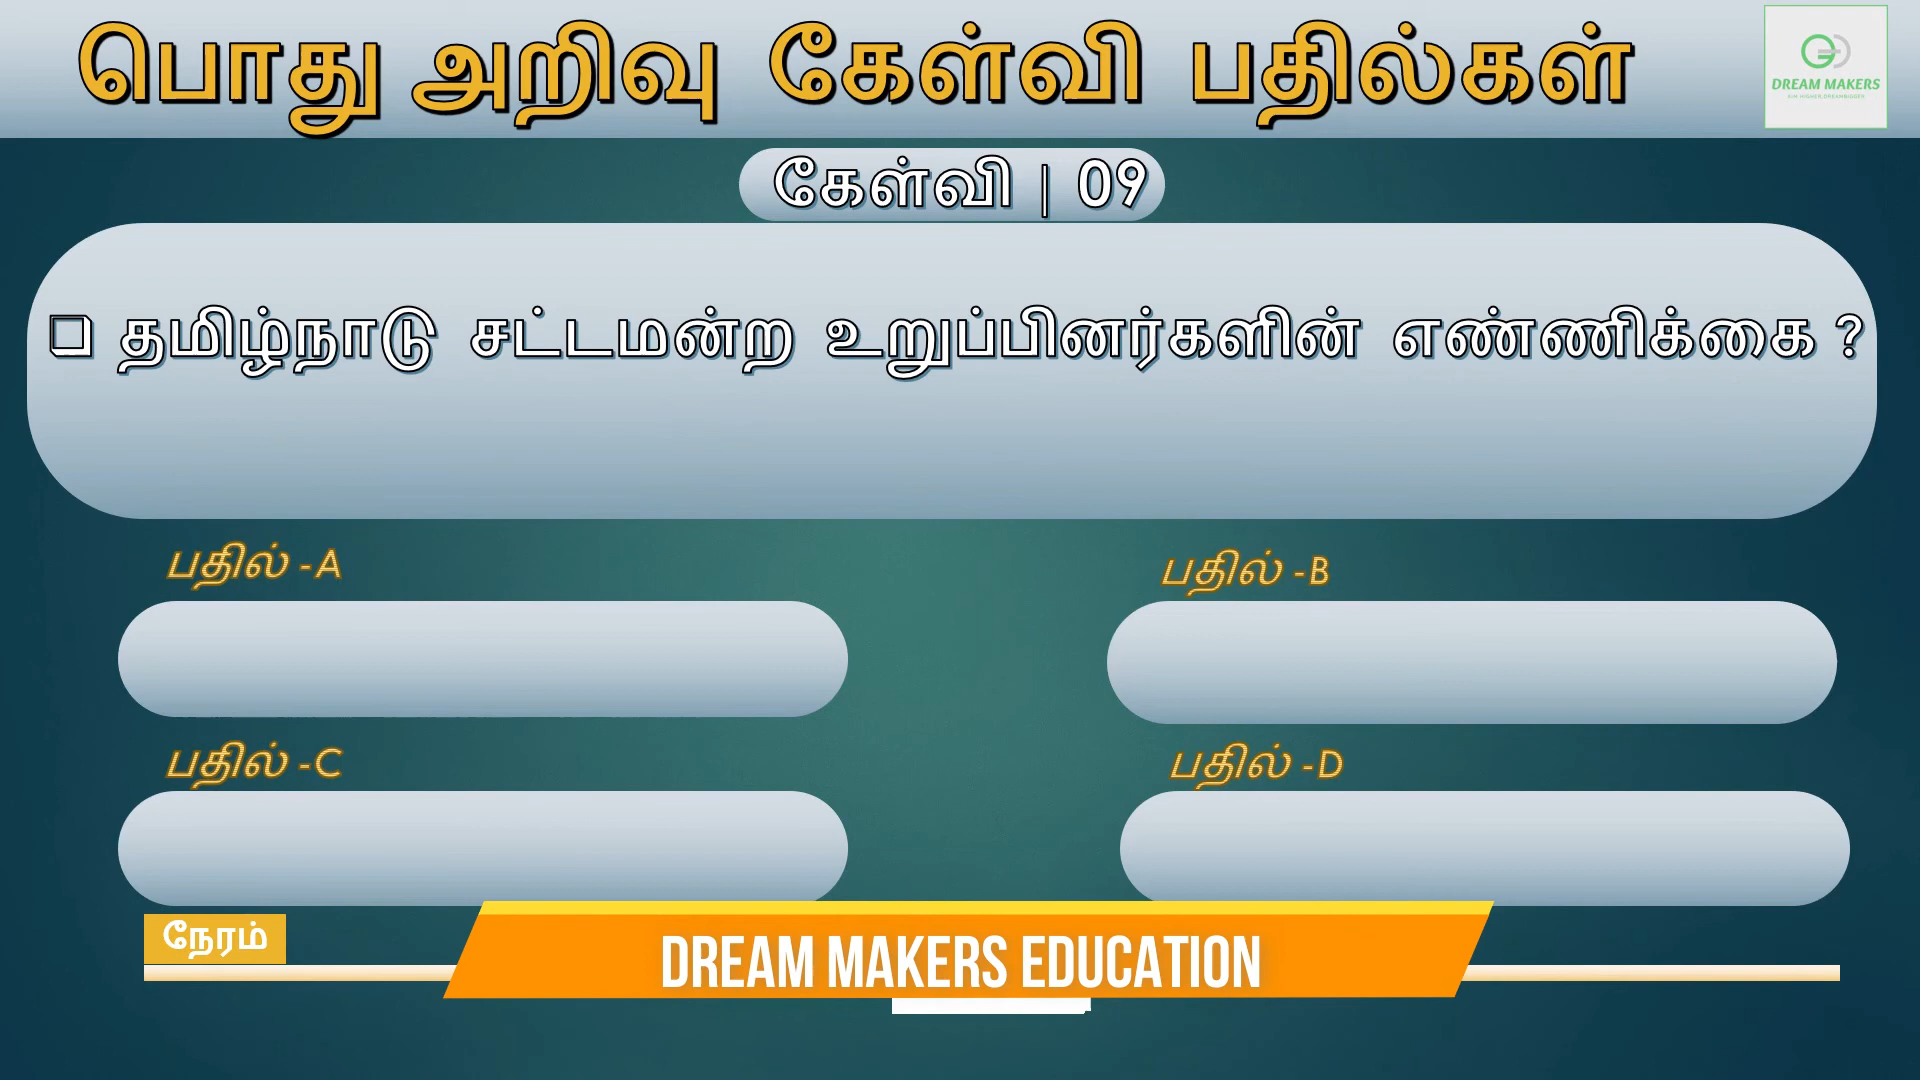 பொது அறிவு கேள்வி பதில்கள்
DREAM MAKERS
கேள்வி | 09
❑ தமிழ்நாடு சட்டமன்ற உறுப்பினர்களின் எண்ணிக்கை ?
பதில் -A
பதில் -B
பதில் -C
பதில் -D
நேரம்
DREAM MAKERS EDUCATION